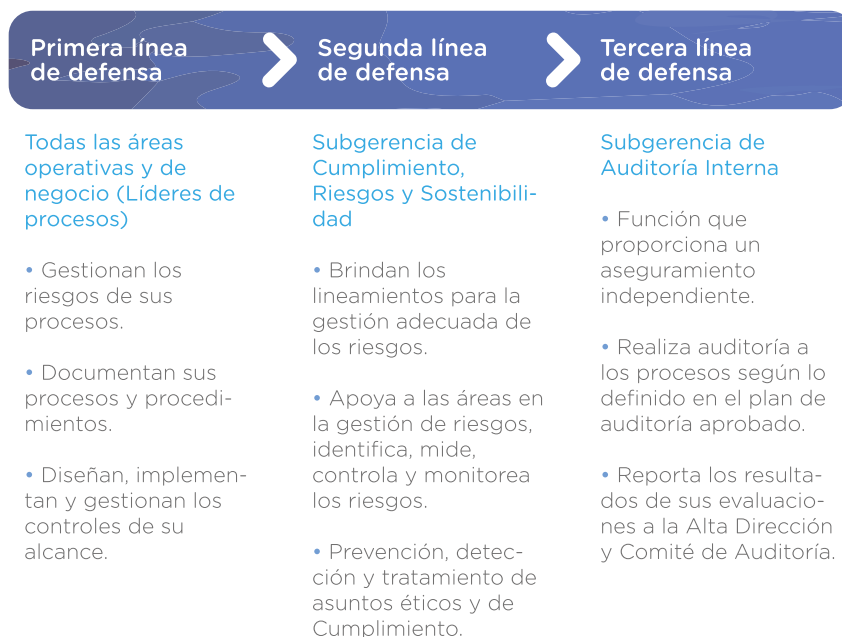 Primera línea
de defensa
Segunda línea
de defensa
Tercera línea
de defensa
Todas las áreas
operativas y de
negocio (Líderes de
procesos)
• Gestionan los
riesgos de sus
procesos.
• Documentan sus
procesos y procedi-
mientos.
• Diseñan, implemen-
tan y gestionan los
controles de su
alcance.
Subgerencia de
Cumplimiento,
Riesgos y Sostenibili-
dad
• Brindan los
lineamientos para la
gestión adecuada de
los riesgos.
• Apoya a las áreas en
la gestión de riesgos,
identifica, mide,
controla y monitorea
los riesgos.
• Prevención, detec-
ción y tratamiento de
asuntos éticos y de
Cumplimiento.
Subgerencia de
Auditoría Interna
• Función que
proporciona un
aseguramiento
independiente.
• Realiza auditoría a
los procesos según lo
definido en el plan de
auditoría aprobado.
• Reporta los resulta-
dos de sus evaluacio-
nes a la Alta Dirección
y Comité de Auditoría.